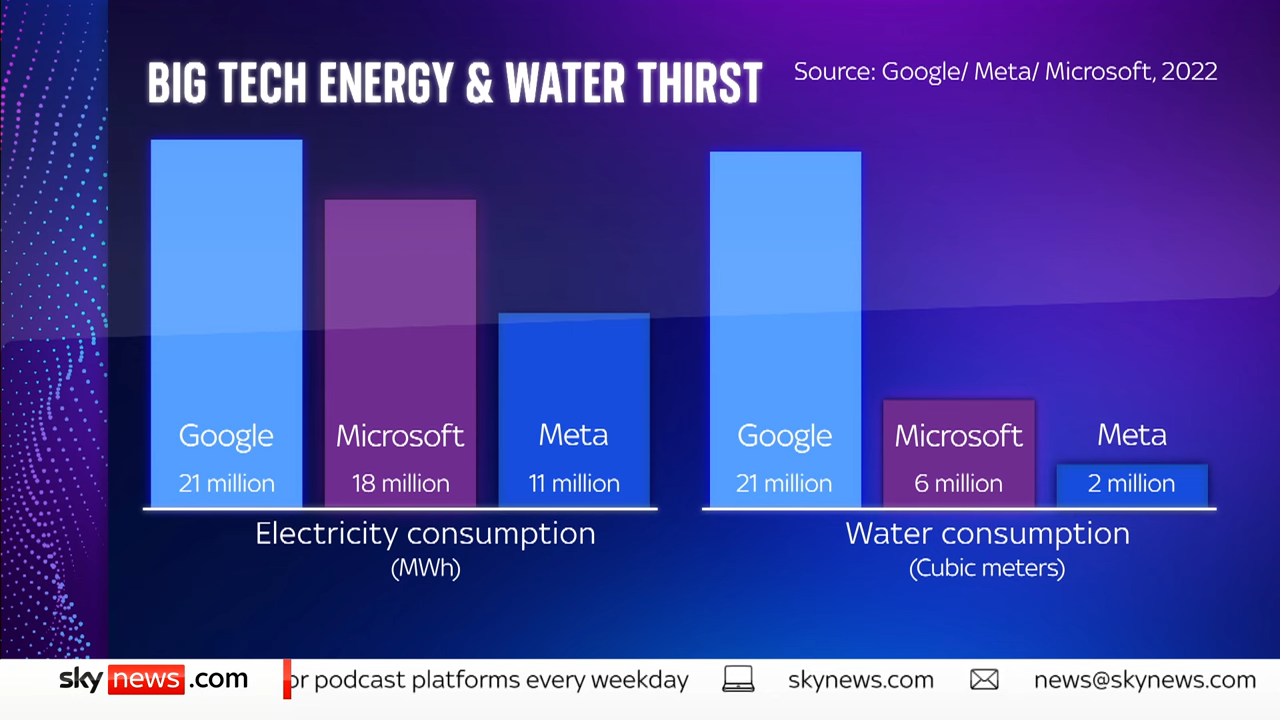 BIG TECH ENERGY & WATER THIRST
Source: Google/ Meta/ Microsoft, 2022
Google
21 million
Microsoft
18 million
Meta
11 million
Electricity consumption
(MWh)
Google
21 million
Microsoft
6 million
Meta
2 million
Water consumption
(Cubic meters)
sky news .com
or podcast platforms every weekday skynews.com news@skynews.com